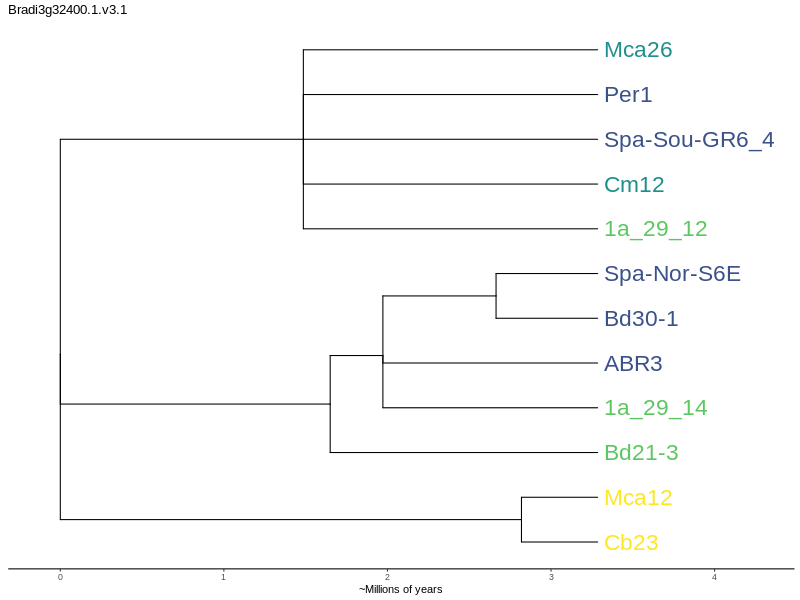 Bradi3g32400.1.v3.1
Mca26
Per1
Spa-Sou-GR6_4
Cm12
1a_29_12
Spa-Nor-S6E
Bd30-1
ABR3
1a_29_14
Bd21-3
Mca12
Cb23
0 1 2 3 4
~Millions of years